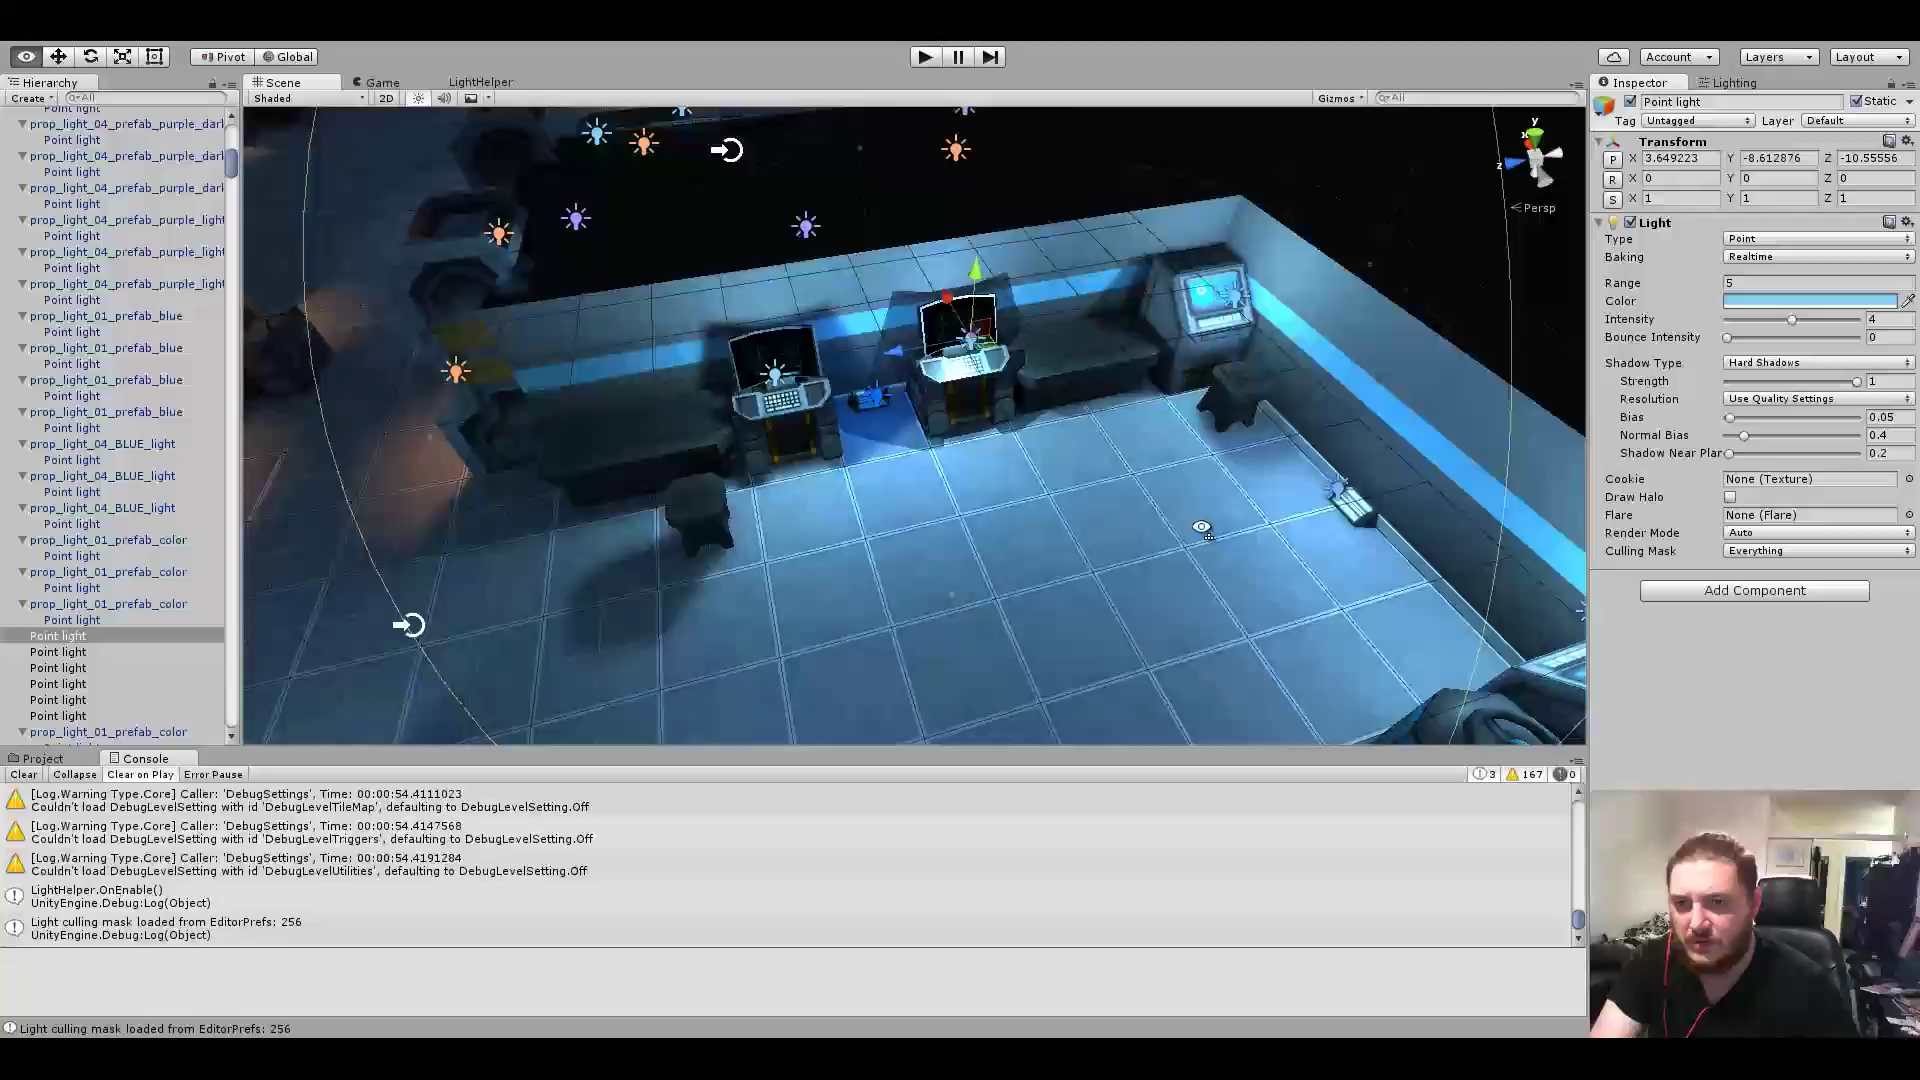 Pivot
Global
Account
Layers
Layout
Hierarchy
Create
All
Scene
Game
LightHelper
Shaded
2D
Gizmos
All
Point light
prop_light_04_prefab_purple_dark
Point light
prop_light_04_prefab_purple_dark
Point light
prop_light_04_prefab_purple_dark
Point light
prop_light_04_prefab_purple_light
Point light
prop_light_04_prefab_purple_light
Point light
prop_light_04_prefab_purple_light
Point light
prop_light_01_prefab_blue
Point light
prop_light_01_prefab_blue
Point light
prop_light_01_prefab_blue
Point light
prop_light_01_prefab_blue
Point light
prop_light_04_BLUE_light
Point light
prop_light_04_BLUE_light
Point light
prop_light_04_BLUE_light
Point light
prop_light_01_prefab_color
Point light
prop_light_01_prefab_color
Point light
prop_light_01_prefab_color
Point light
Point light
Point light
Point light
Point light
Point light
Point light
prop_light_01_prefab_color
y
x
z
Persp
Inspector
Lighting
Point light
Static
Tag Untagged Layer Default
Transform
P X 3.649223 Y -8.612876 Z -10.55556
R X 0 Y 0 Z 0
S X 1 Y 1 Z 1
Light
Type Point
Baking Realtime
Range 5
Color
Intensity 4
Bounce Intensity 0
Shadow Type Hard Shadows
Strength 1
Resolution Use Quality Settings
Bias 0.05
Normal Bias 0.4
Shadow Near Plar 0.2
Cookie None (Texture)
Draw Halo
Flare None (Flare)
Render Mode Auto
Culling Mask Everything
Add Component
Project
Console
Clear
Collapse
Clear on Play
Error Pause
3
167
0
[Log.Warning Type.Core] Caller: 'DebugSettings', Time: 00:00:54.4111023
Couldn't load DebugLevelSetting with id 'DebugLevelTileMap', defaulting to DebugLevelSetting.Off
[Log.Warning Type.Core] Caller: 'DebugSettings', Time: 00:00:54.4147568
Couldn't load DebugLevelSetting with id 'DebugLevelTriggers', defaulting to DebugLevelSetting.Off
[Log.Warning Type.Core] Caller: 'DebugSettings', Time: 00:00:54.4191284
Couldn't load DebugLevelSetting with id 'DebugLevelUtilities', defaulting to DebugLevelSetting.Off
LightHelper.OnEnable()
UnityEngine.Debug:Log(Object)
Light culling mask loaded from EditorPrefs: 256
UnityEngine.Debug:Log(Object)
Light culling mask loaded from EditorPrefs: 256